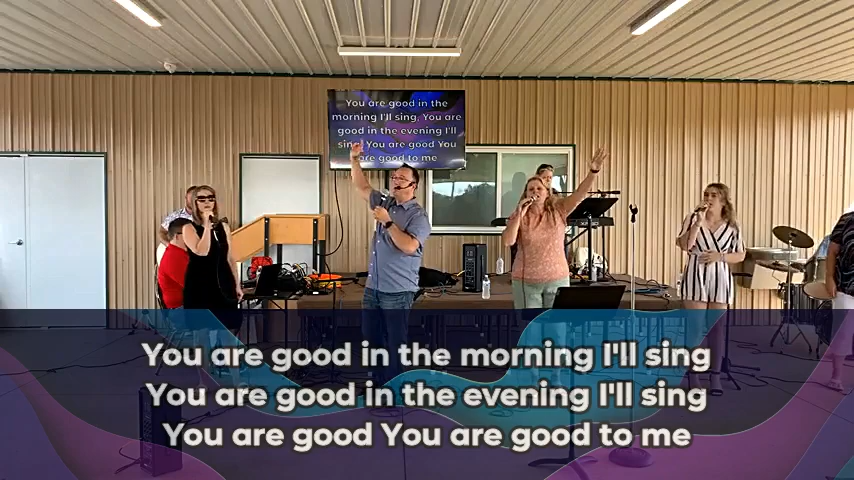 You are good in the
morning I'll sing, You are
good in the evening I'll
sing You are good You
are good to me
You are good in the morning I'll sing
You are good in the evening I'll sing
You are good You are good to me